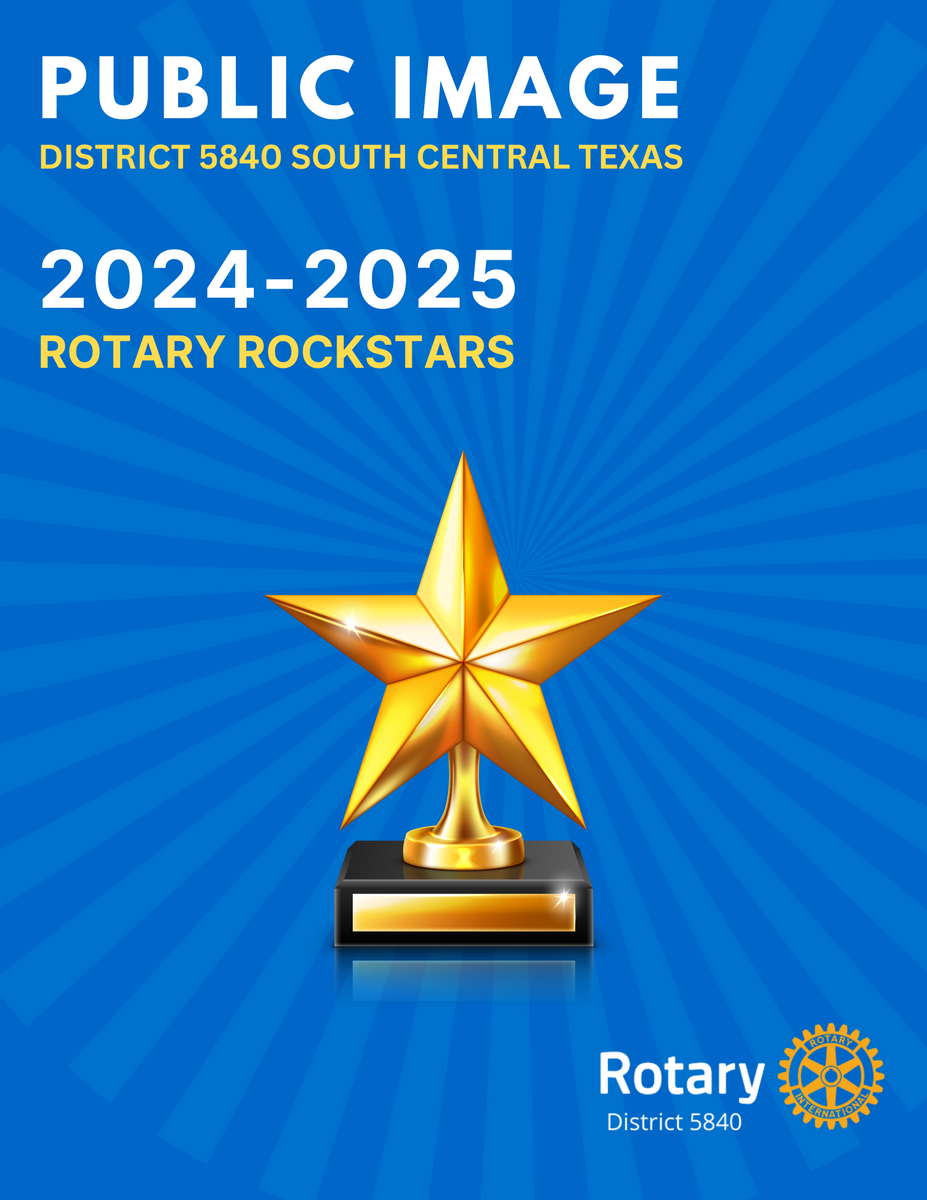 PUBLIC IMAGE
DISTRICT 5840 SOUTH CENTRAL TEXAS
2024-2025
ROTARY ROCKSTARS
Rotary
District 5840
ROTARY
INTERNATIONAL